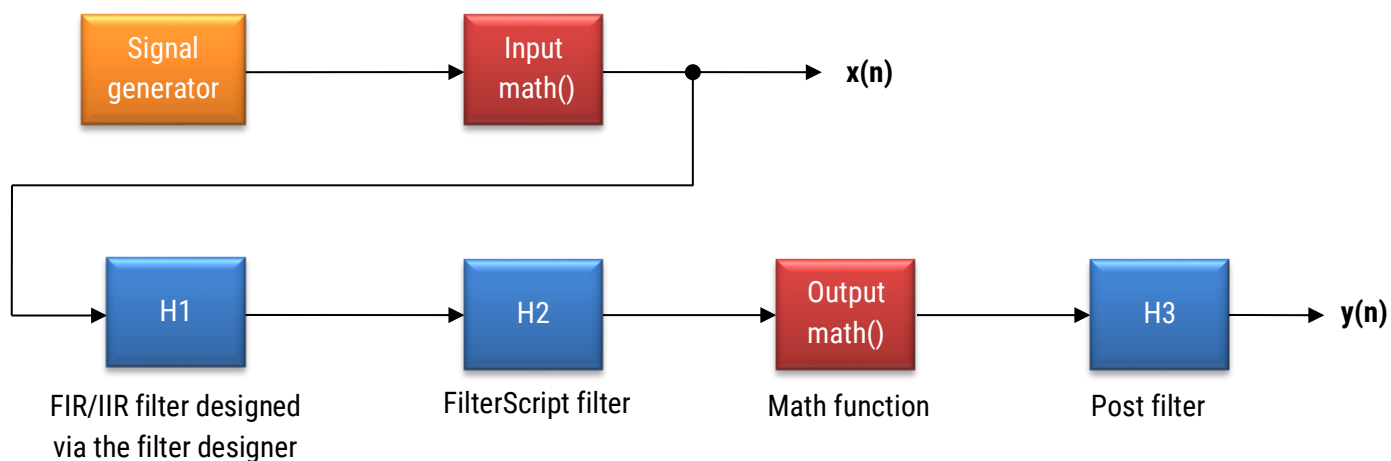 Signal
generator
Input
math()
x(n)
H1
H2
Output
math()
H3
y(n)
FIR/IIR filter designed
via the filter designer
FilterScript filter
Math function
Post filter